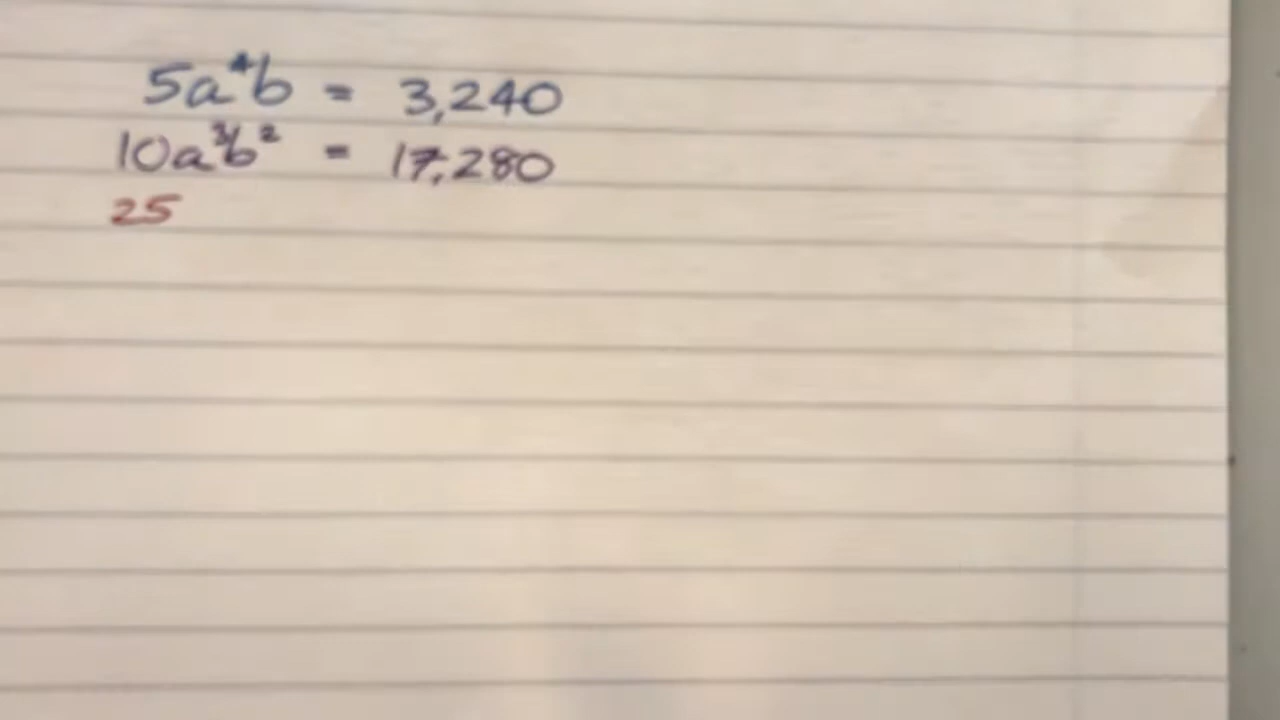 5a⁴b = 3,240
10a³b² = 17,280
25